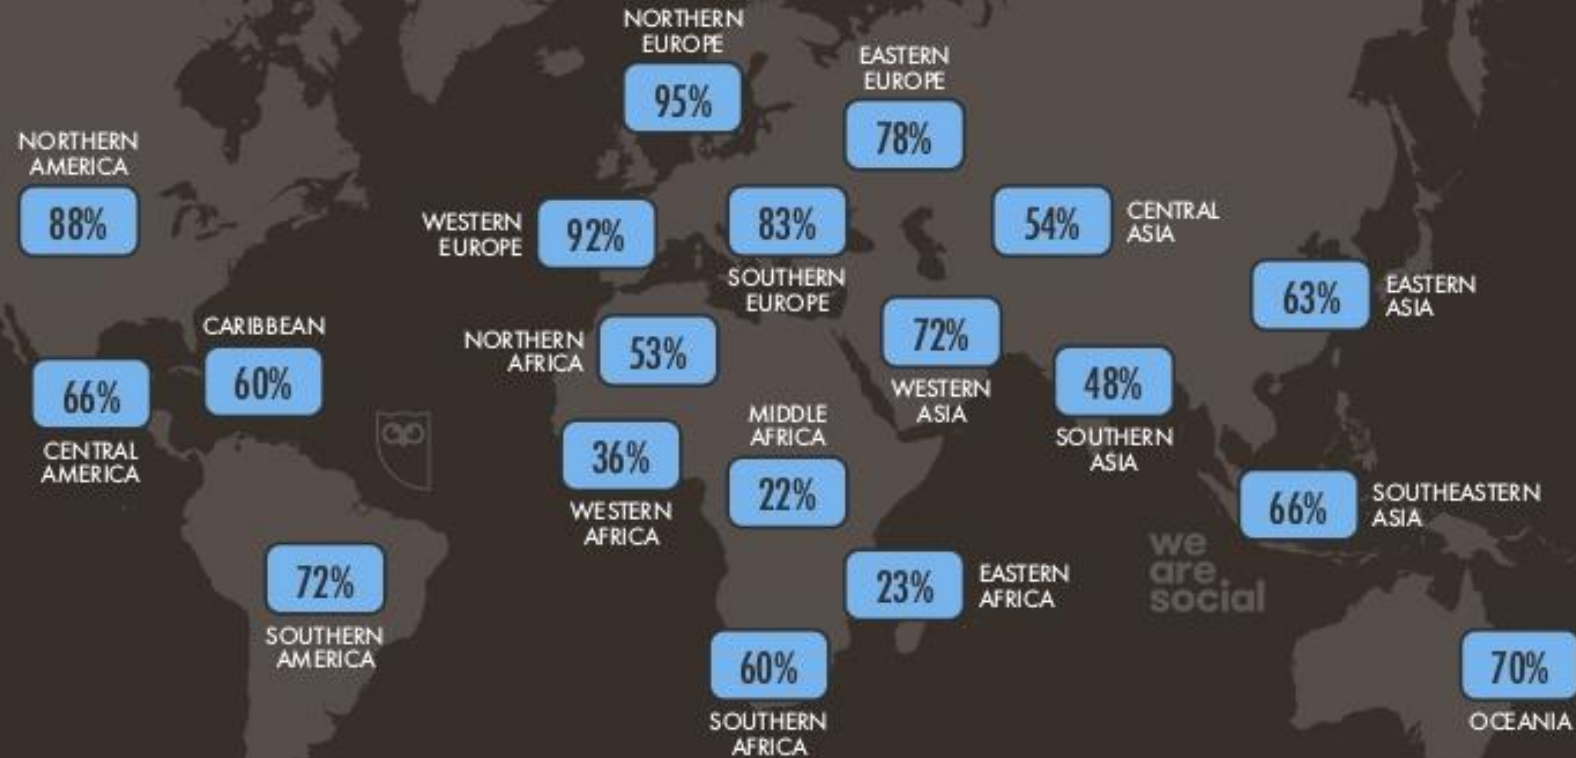 NORTHERN
EUROPE
95%
EASTERN
EUROPE
78%
NORTHERN
AMERICA
88%
WESTERN
EUROPE
92%
83%
SOUTHERN
EUROPE
54%
CENTRAL
ASIA
63%
EASTERN
ASIA
CARIBBEAN
60%
NORTHERN
AFRICA
53%
72%
WESTERN
ASIA
48%
SOUTHERN
ASIA
66%
CENTRAL
AMERICA
36%
WESTERN
AFRICA
MIDDLE
AFRICA
22%
66%
SOUTHEASTERN
ASIA
72%
SOUTHERN
AMERICA
23%
EASTERN
AFRICA
we
are
social
60%
SOUTHERN
AFRICA
70%
OCEANIA